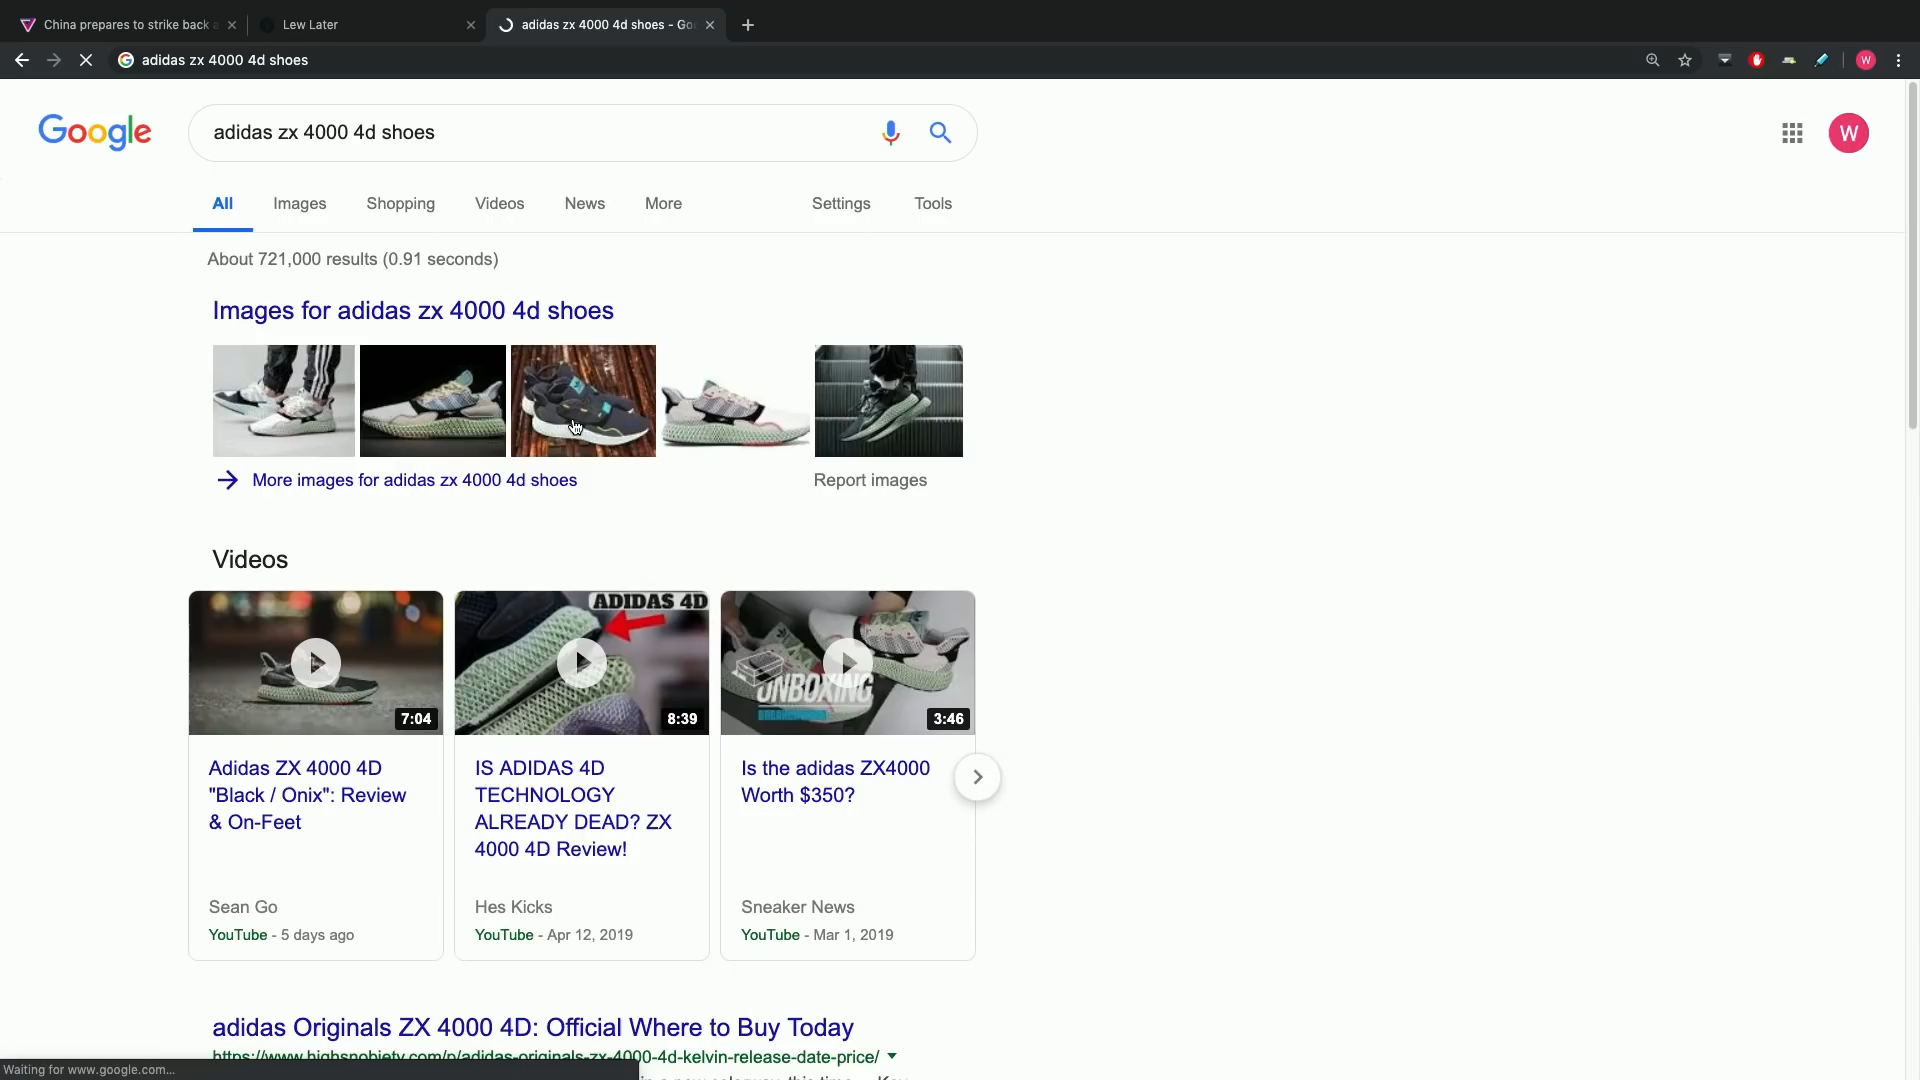 China prepares to strike back a
Lew Later
adidas zx 4000 4d shoes - Go
adidas zx 4000 4d shoes
W
Google
adidas zx 4000 4d shoes
W
All
Images
Shopping
Videos
News
More
Settings
Tools
About 721,000 results (0.91 seconds)
Images for adidas zx 4000 4d shoes
More images for adidas zx 4000 4d shoes
Report images
Videos
7:04
ADIDAS 4D
8:39
UNBOXING
3:46
Adidas ZX 4000 4D
"Black / Onix": Review
& On-Feet
Sean Go
YouTube - 5 days ago
IS ADIDAS 4D
TECHNOLOGY
ALREADY DEAD? ZX
4000 4D Review!
Hes Kicks
YouTube - Apr 12, 2019
Is the adidas ZX4000
Worth $350?
Sneaker News
YouTube - Mar 1, 2019
adidas Originals ZX 4000 4D: Official Where to Buy Today
https://www.highsnobiety.com/p/adidas-originals-zx-4000-4d-kelvin-release-date-price/
Waiting for www.google.com...